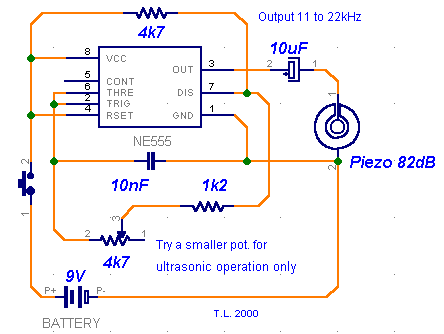 Output 11 to 22kHz
4k7
10uF
8
VCC
OUT
3
2
1
5
CONT
6
THRE
DIS
7
2
TRIG
4
RSET
GND
1
1
NE555
2
Piezo 82dB
2
10nF
1k2
1
3
2
1
Try a smaller pot. for
4k7
ultrasonic operation only
9V
P+
P-
T.L. 2000
BATTERY